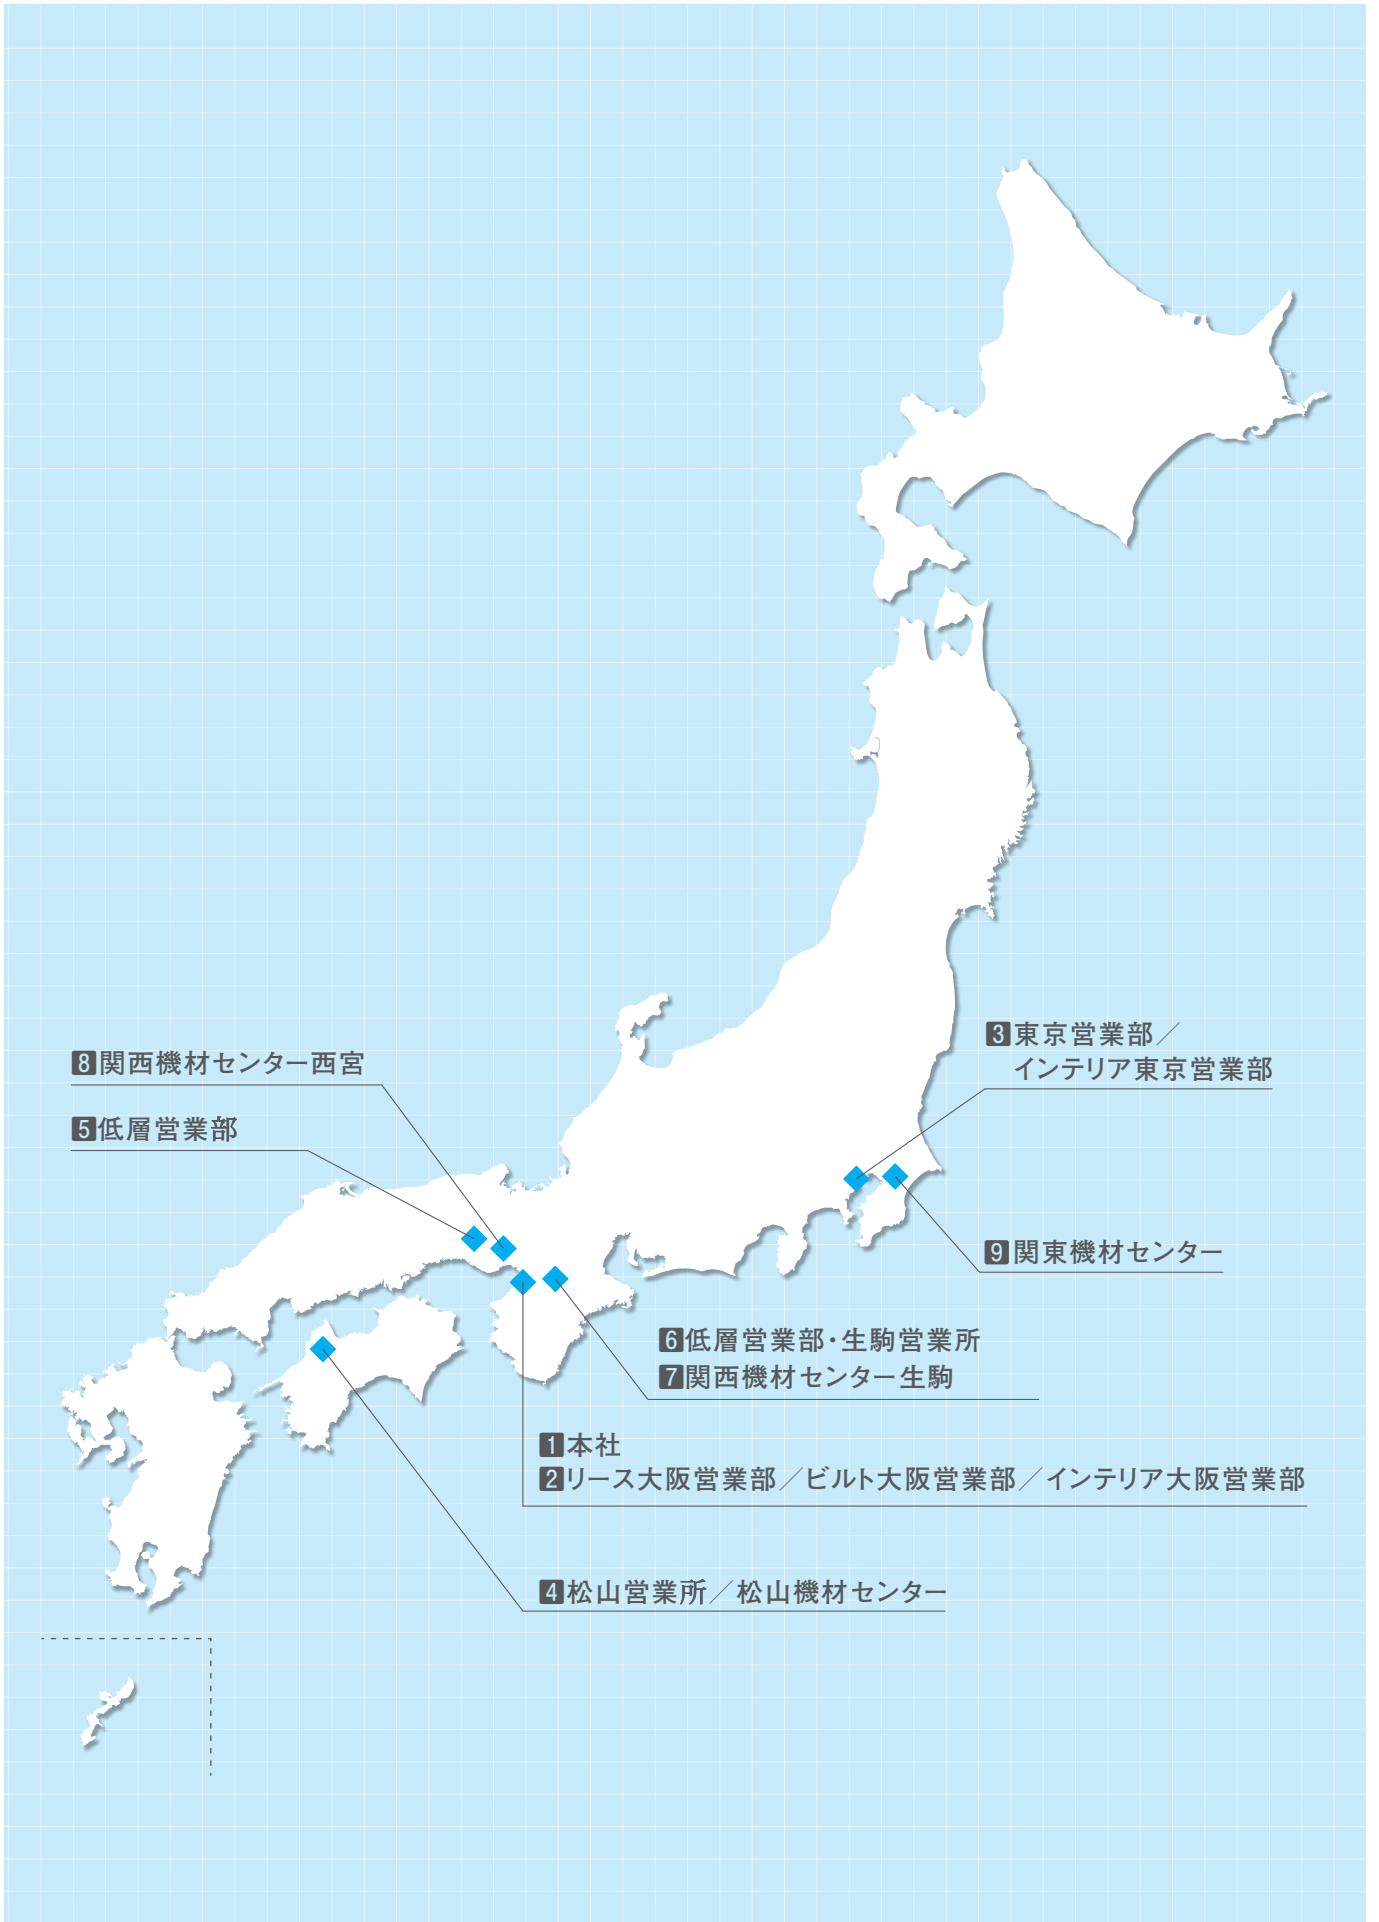 3東京営業部／
インテリア東京営業部
8関西機材センター西宮
5低層営業部
9関東機材センター
6低層営業部・生駒営業所
7関西機材センター生駒
1本社
2リース大阪営業部／ビルト大阪営業部／インテリア大阪営業部
4松山営業所／松山機材センター